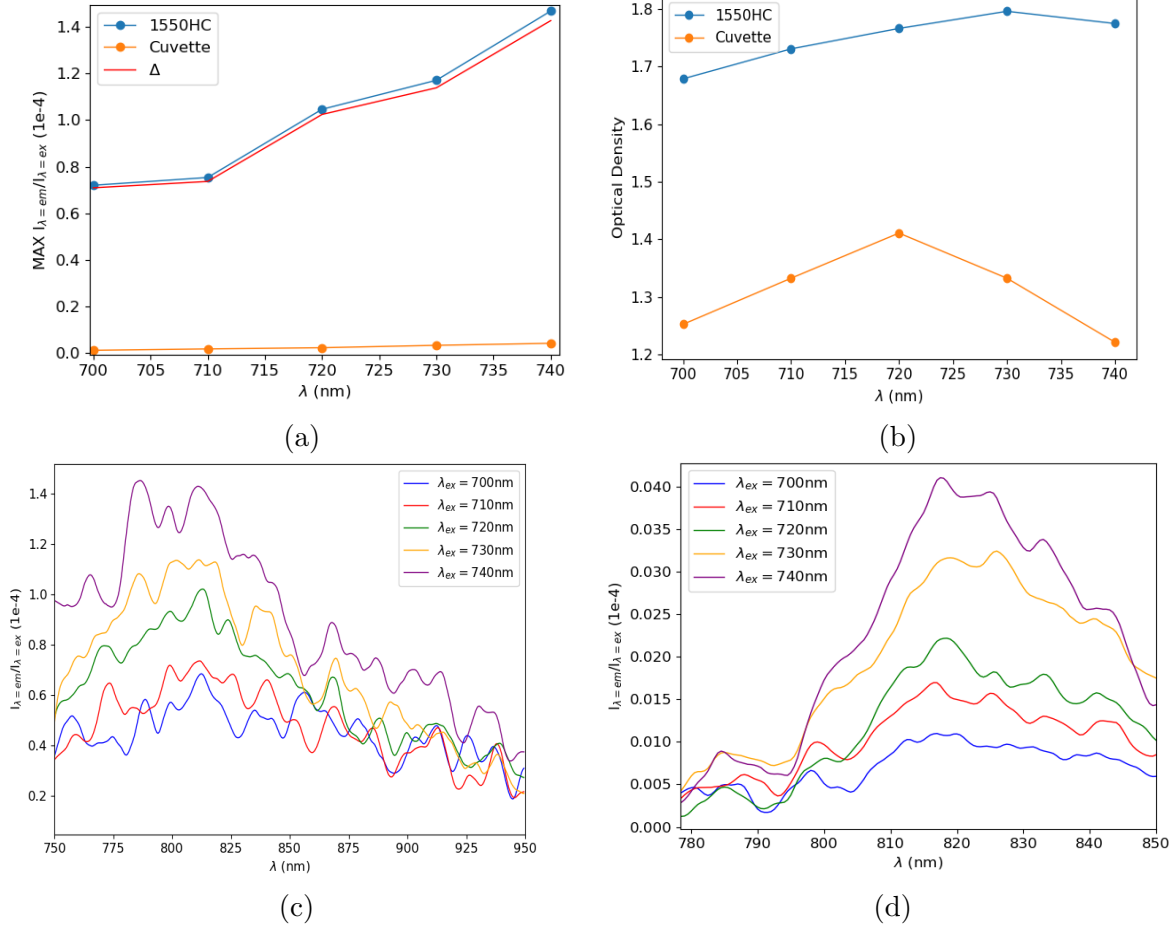 1550HC
Cuvette
Δ
MAX I_{λ=em}/I_{λ=ex} (1e-4)
1.4
1.2
1.0
0.8
0.6
0.4
0.2
0.0
700 705 710 715 720 725 730 735 740
λ (nm)
(a)
1550HC
Cuvette
Optical Density
1.8
1.7
1.6
1.5
1.4
1.3
1.2
700 705 710 715 720 725 730 735 740
λ (nm)
(b)
λ_{ex} = 700nm
λ_{ex} = 710nm
λ_{ex} = 720nm
λ_{ex} = 730nm
λ_{ex} = 740nm
I_{λ=em}/I_{λ=ex} (1e-4)
1.4
1.2
1.0
0.8
0.6
0.4
0.2
750 775 800 825 850 875 900 925 950
λ (nm)
(c)
λ_{ex} = 700nm
λ_{ex} = 710nm
λ_{ex} = 720nm
λ_{ex} = 730nm
λ_{ex} = 740nm
I_{λ=em}/I_{λ=ex} (1e-4)
0.040
0.035
0.030
0.025
0.020
0.015
0.010
0.005
0.000
780 790 800 810 820 830 840 850
λ (nm)
(d)